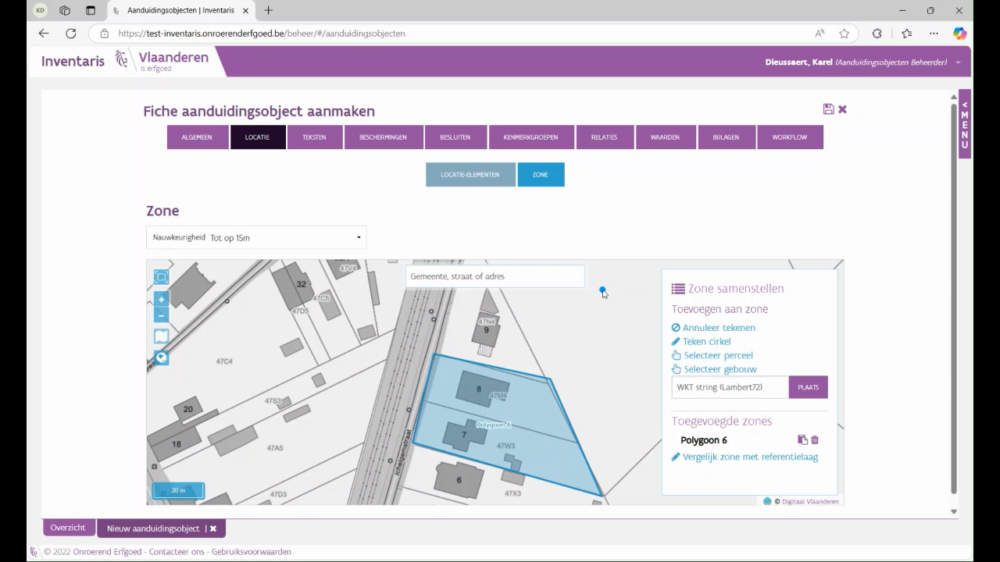 KD
Aanduidingsobjecten | Inventaris
https://test-inventaris.onroerenderfgoed.be/beheer/#/aanduidingsobjecten
Inventaris
Vlaanderen
is erfgoed
Dieussaert, Karel (Aanduidingsobjecten Beheerder)
< MENU
Fiche aanduidingsobject aanmaken
ALGEMEEN
LOCATIE
TEKSTEN
BESCHERMINGEN
BESLUITEN
KENMERKGROEPEN
RELATIES
WAARDEN
BIJLAGEN
WORKFLOW
LOCATIE-ELEMENTEN
ZONE
Zone
Nauwkeurigheid Tot op 15m
Gemeente, straat of adres
47V4
32
47C5
47D5
47N4
9
47C4
8
47M4
47S3
20
Polygoon 6
7
47W3
18
47A5
Ichelgemstraat
6
47X3
47D3
20 m
Zone samenstellen
Toevoegen aan zone
Annuleer tekenen
Teken cirkel
Selecteer perceel
Selecteer gebouw
WKT string (Lambert72)
PLAATS
Toegevoegde zones
Polygoon 6
Vergelijk zone met referentielaag
© Digitaal Vlaanderen
Overzicht
Nieuw aanduidingsobject |
© 2022 Onroerend Erfgoed - Contacteer ons - Gebruiksvoorwaarden